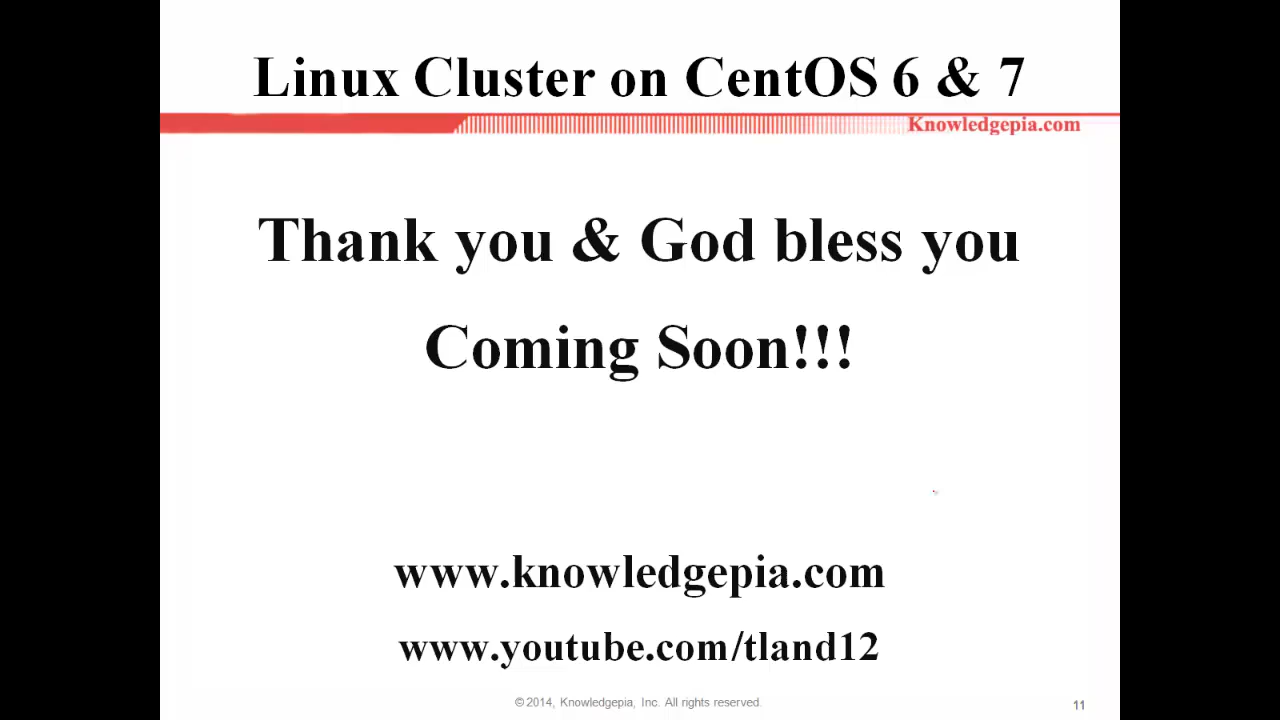 Linux Cluster on CentOS 6 & 7
Knowledgepia.com
Thank you & God bless you
Coming Soon!!!
www.knowledgepia.com
www.youtube.com/tland12
© 2014, Knowledgepia, Inc. All rights reserved.
11